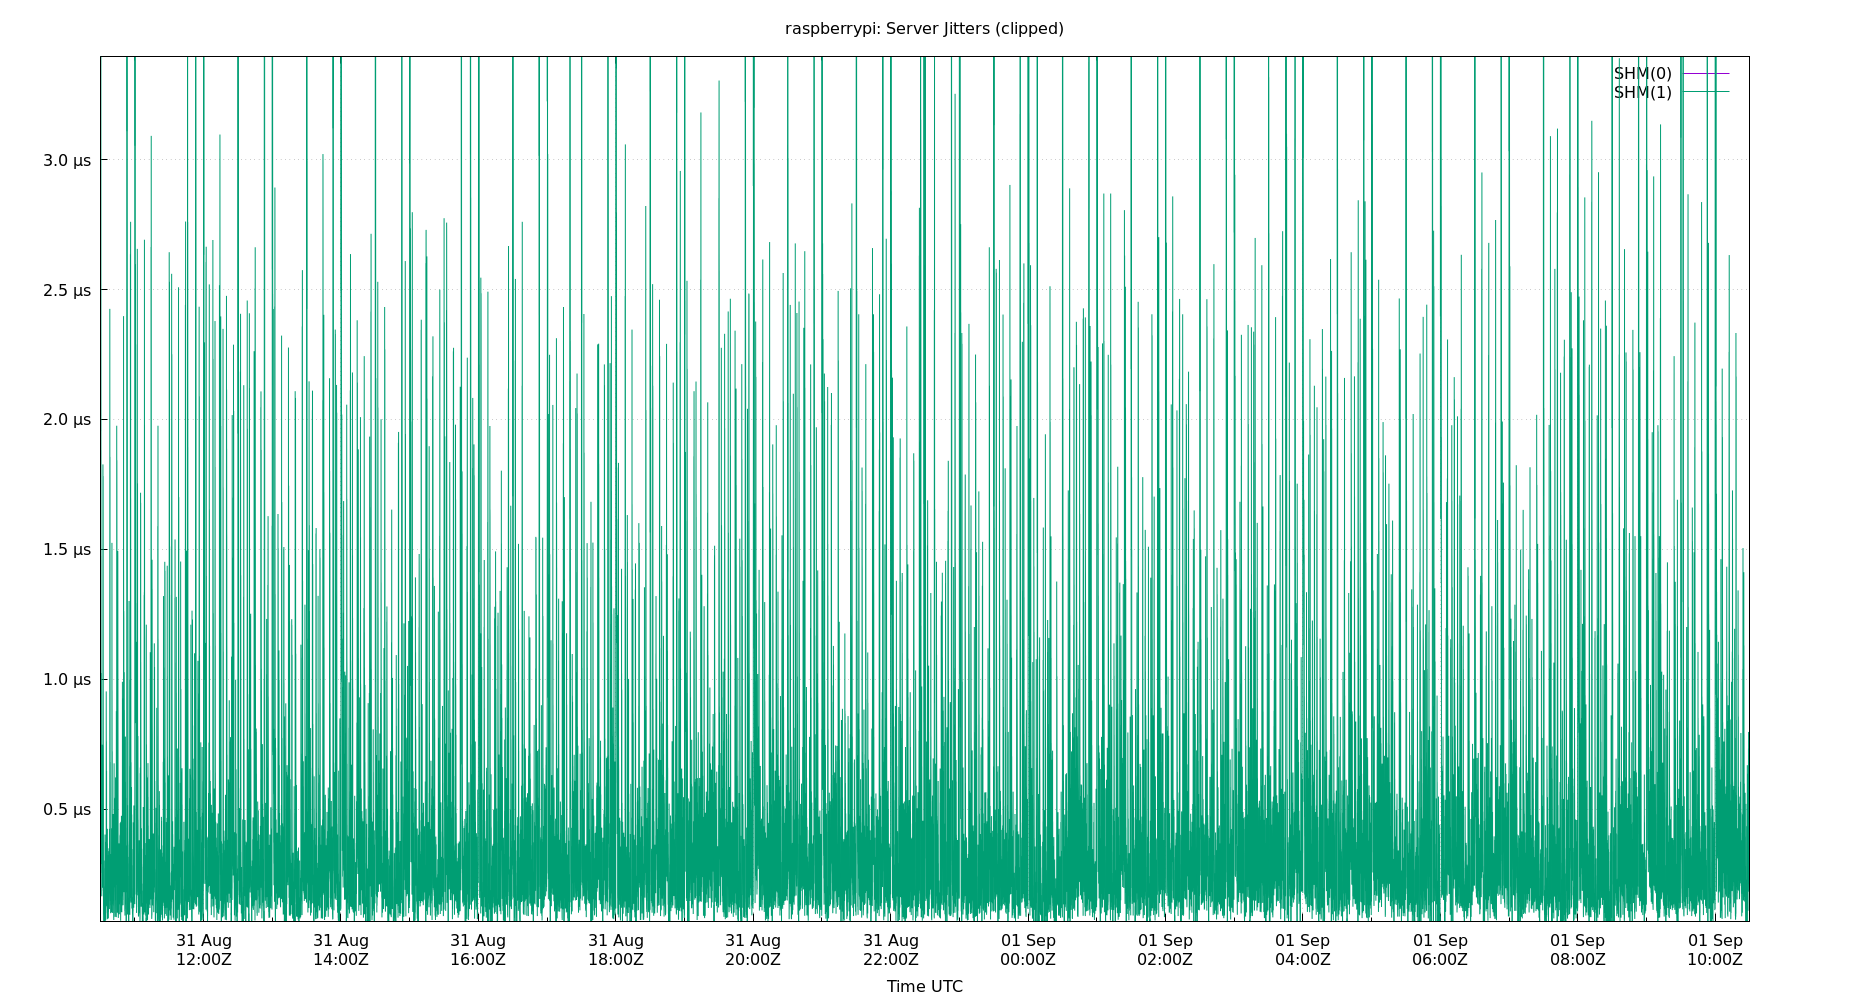 raspberrypi: Server Jitters (clipped)
SHM(0)
SHM(1)
3.0 µs
2.5 µs
2.0 µs
1.5 µs
1.0 µs
0.5 µs
31 Aug 31 Aug 31 Aug 31 Aug 31 Aug 31 Aug 01 Sep 01 Sep 01 Sep 01 Sep 01 Sep 01 Sep
12:00Z 14:00Z 16:00Z 18:00Z 20:00Z 22:00Z 00:00Z 02:00Z 04:00Z 06:00Z 08:00Z 10:00Z
Time UTC